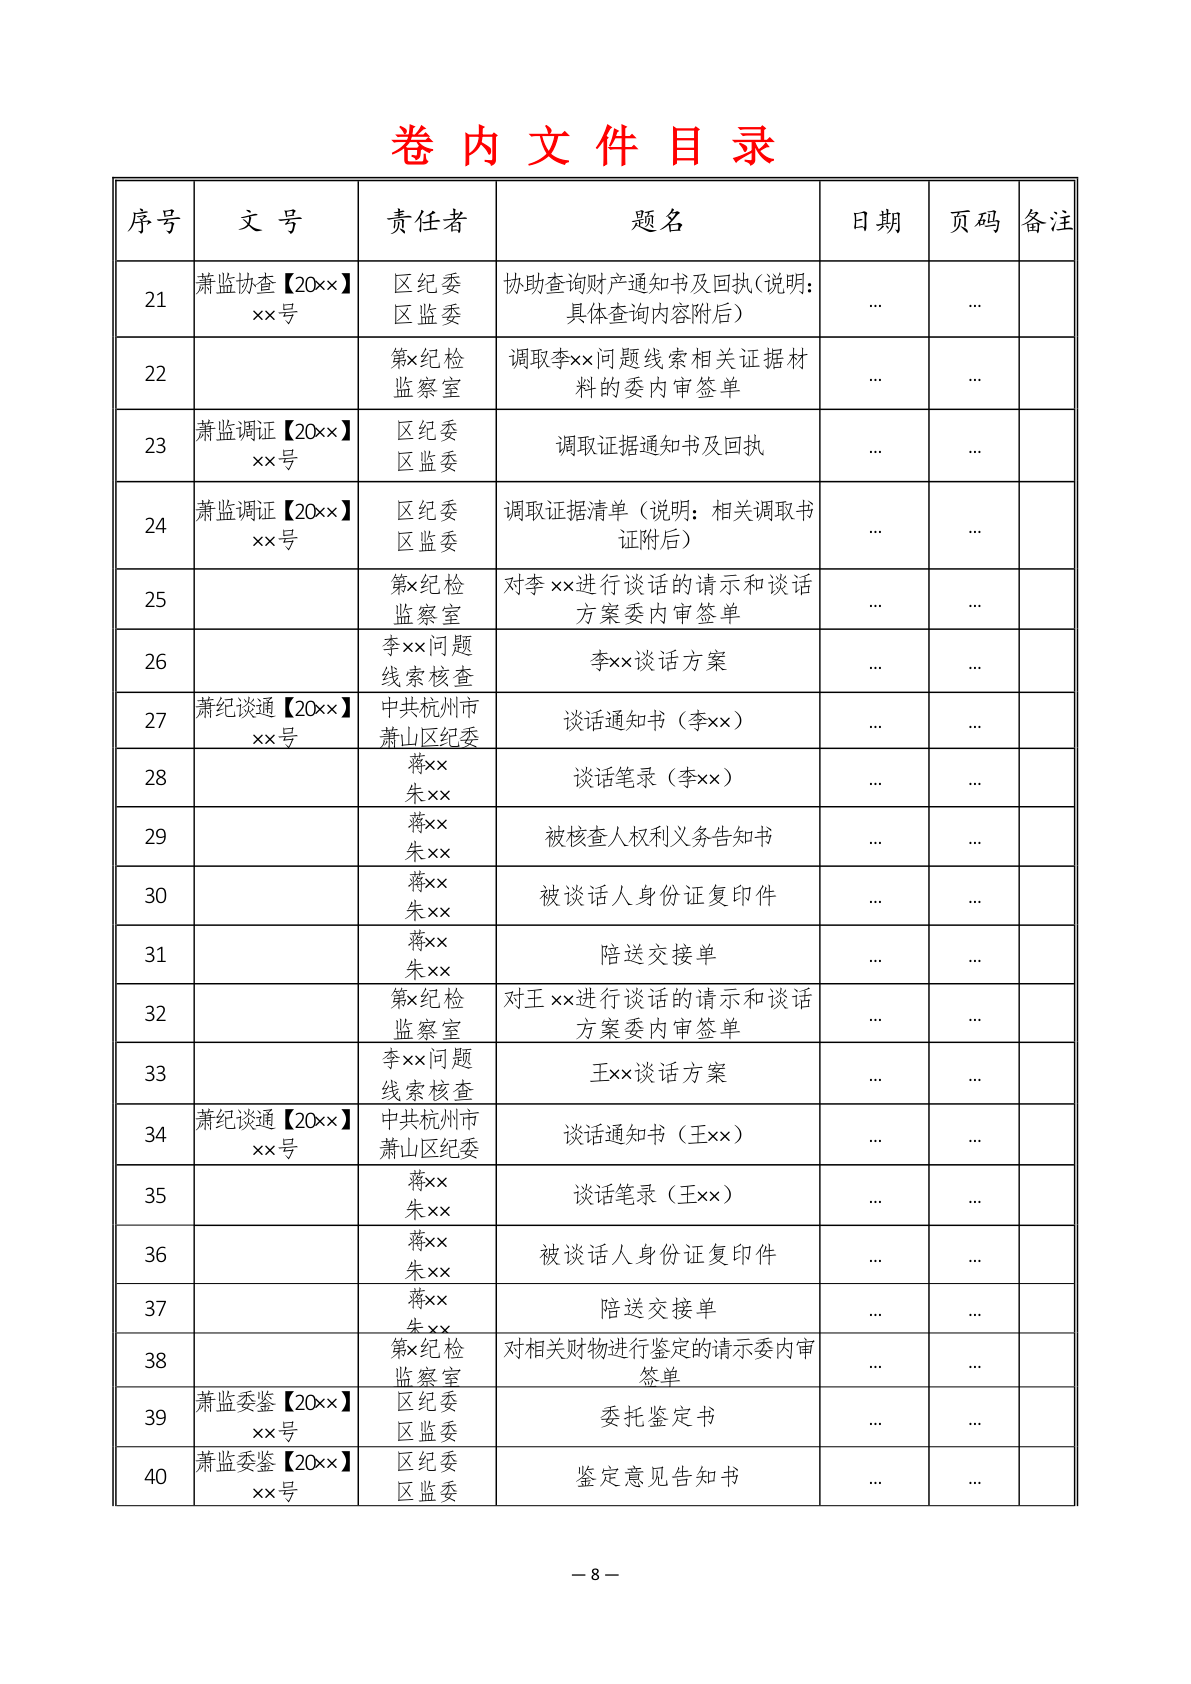 卷内文件目录
序号 文号 责任者 题名 日期 页码 备注
21 萧监协查【20××】××号 区纪委区监委 协助查询财产通知书及回执（说明：具体查询内容附后） ... ...
22 第×纪检监察室 调取李××问题线索相关证据材料的委内审签单 ... ...
23 萧监调证【20××】××号 区纪委区监委 调取证据通知书及回执 ... ...
24 萧监调证【20××】××号 区纪委区监委 调取证据清单（说明：相关调取书证附后） ... ...
25 第×纪检监察室 对李××进行谈话的请示和谈话方案委内审签单 ... ...
26 李××问题线索核查 李××谈话方案 ... ...
27 萧纪谈通【20××】××号 中共杭州市萧山区纪委 谈话通知书（李××） ... ...
28 蒋××朱×× 谈话笔录（李××） ... ...
29 蒋××朱×× 被核查人权利义务告知书 ... ...
30 蒋××朱×× 被谈话人身份证复印件 ... ...
31 蒋××朱×× 陪送交接单 ... ...
32 第×纪检监察室 对王××进行谈话的请示和谈话方案委内审签单 ... ...
33 李××问题线索核查 王××谈话方案 ... ...
34 萧纪谈通【20××】××号 中共杭州市萧山区纪委 谈话通知书（王××） ... ...
35 蒋××朱×× 谈话笔录（王××） ... ...
36 蒋××朱×× 被谈话人身份证复印件 ... ...
37 蒋××朱×× 陪送交接单 ... ...
38 第×纪检监察室 对相关财物进行鉴定的请示委内审签单 ... ...
39 萧监委鉴【20××】××号 区纪委区监委 委托鉴定书 ... ...
40 萧监委鉴【20××】××号 区纪委区监委 鉴定意见告知书 ... ...
— 8 —